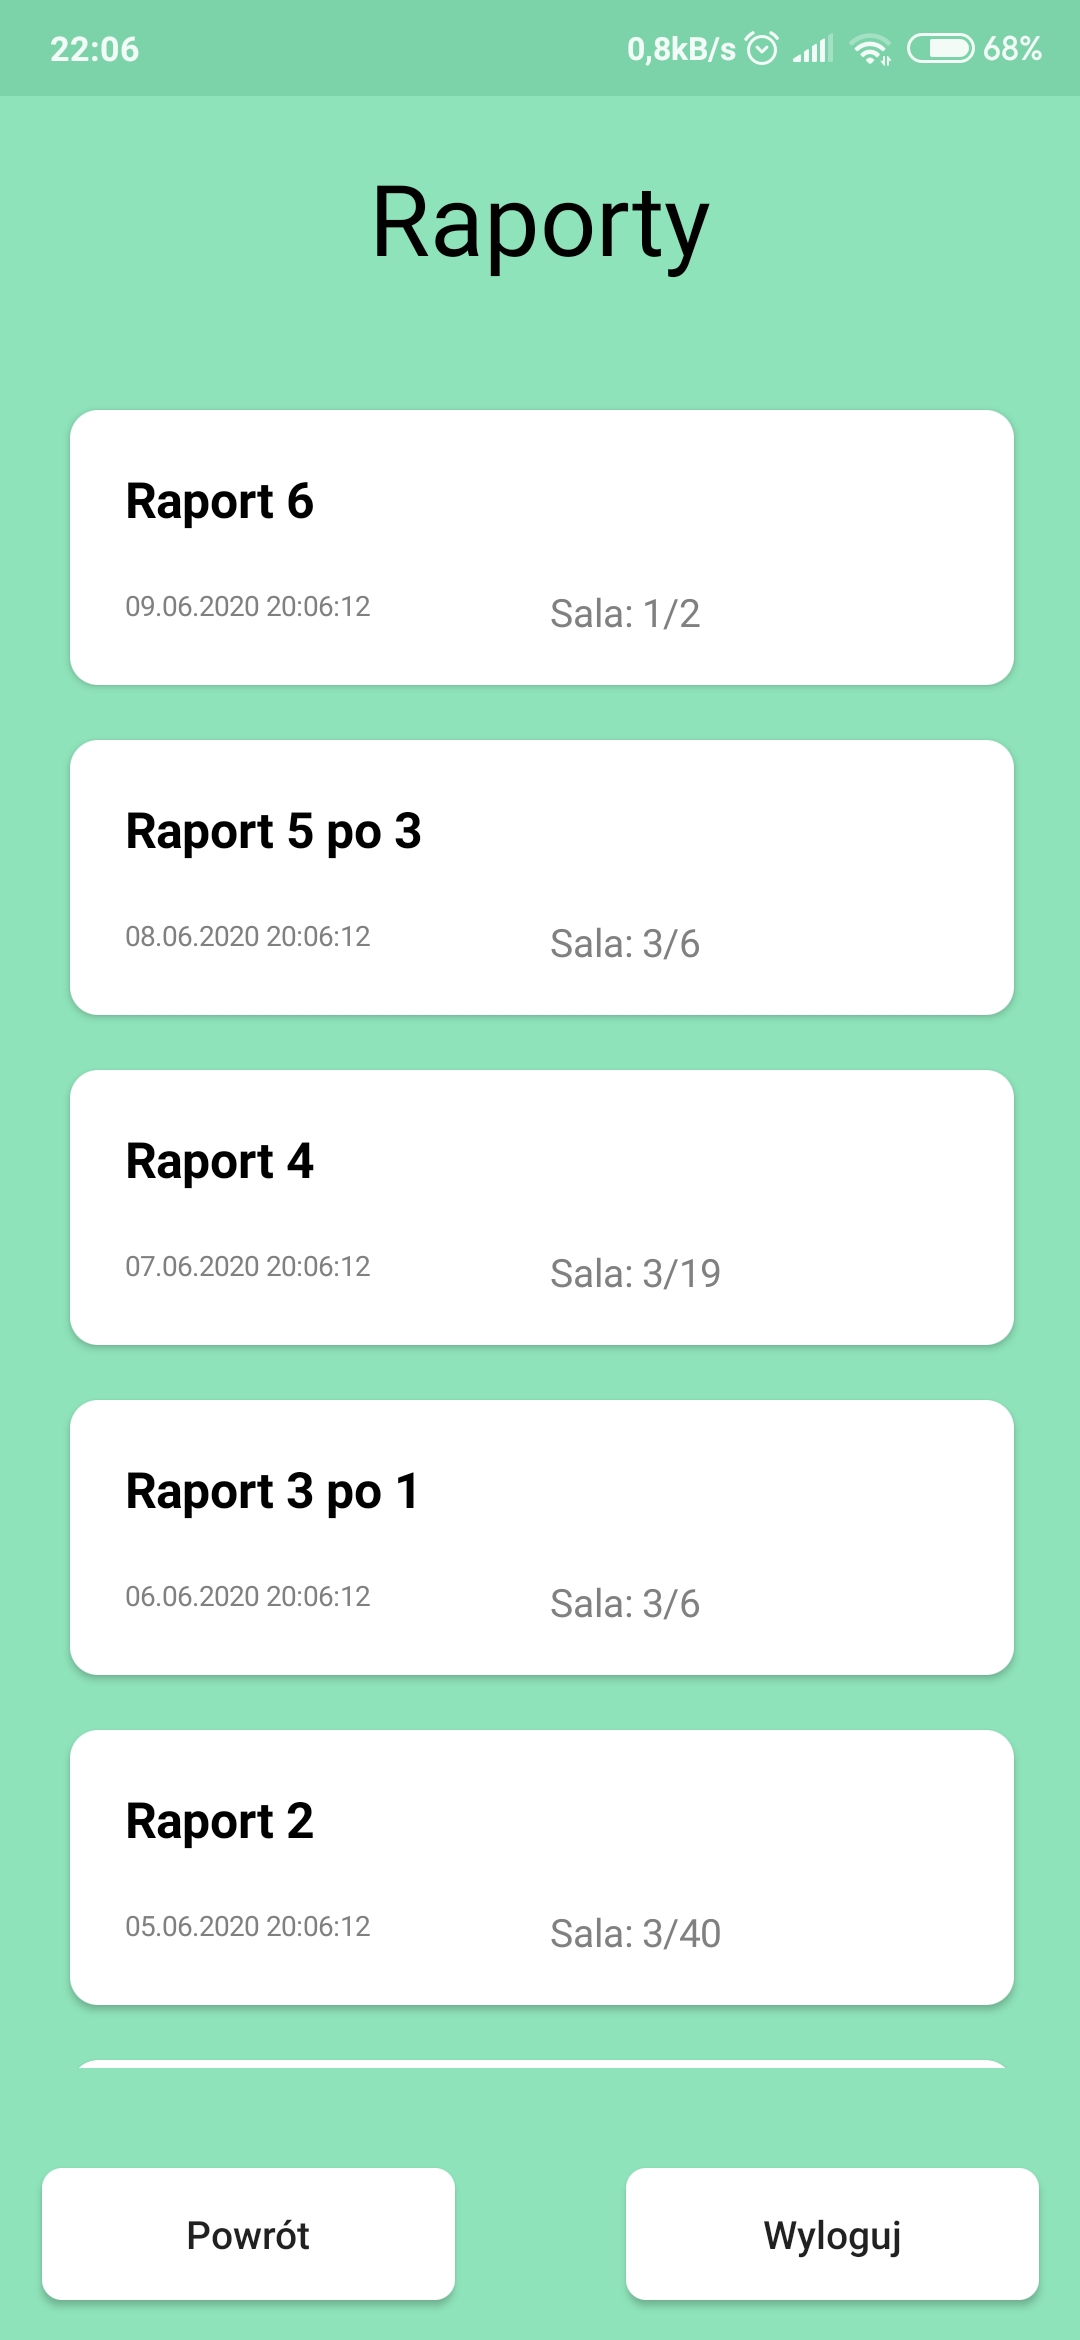 22:06 0,8kB/s 68%
Raporty
Raport 6
09.06.2020 20:06:12 Sala: 1/2
Raport 5 po 3
08.06.2020 20:06:12 Sala: 3/6
Raport 4
07.06.2020 20:06:12 Sala: 3/19
Raport 3 po 1
06.06.2020 20:06:12 Sala: 3/6
Raport 2
05.06.2020 20:06:12 Sala: 3/40
Powrót Wyloguj